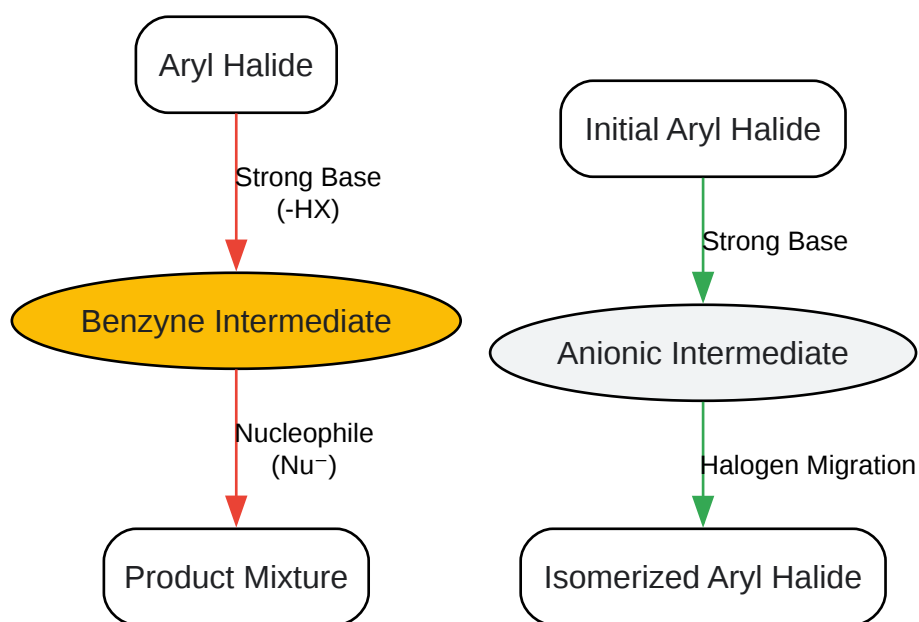 Aryl Halide
Strong Base
(-HX)
Benzyne Intermediate
Nucleophile
(Nu⁻)
Product Mixture
Initial Aryl Halide
Strong Base
Anionic Intermediate
Halogen Migration
Isomerized Aryl Halide